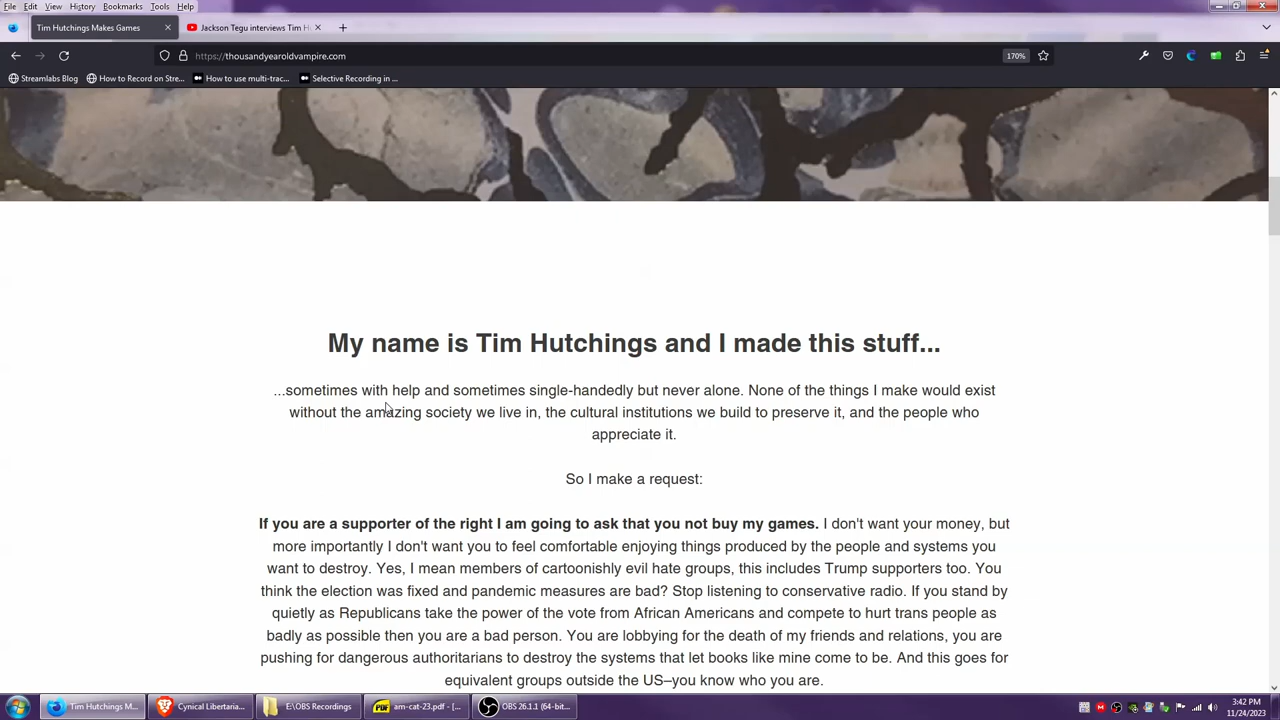 File Edit View History Bookmarks Tools Help
Tim Hutchings Makes Games
Jackson Tegu interviews Tim H
https://thousandyearoldvampire.com
170%
Streamlabs Blog
How to Record on Stre...
How to use multi-trac...
Selective Recording in ...
My name is Tim Hutchings and I made this stuff...
...sometimes with help and sometimes single-handedly but never alone. None of the things I make would exist
without the amazing society we live in, the cultural institutions we build to preserve it, and the people who
appreciate it.
So I make a request:
If you are a supporter of the right I am going to ask that you not buy my games. I don't want your money, but
more importantly I don't want you to feel comfortable enjoying things produced by the people and systems you
want to destroy. Yes, I mean members of cartoonishly evil hate groups, this includes Trump supporters too. You
think the election was fixed and pandemic measures are bad? Stop listening to conservative radio. If you stand by
quietly as Republicans take the power of the vote from African Americans and compete to hurt trans people as
badly as possible then you are a bad person. You are lobbying for the death of my friends and relations, you are
pushing for dangerous authoritarians to destroy the systems that let books like mine come to be. And this goes for
equivalent groups outside the US–you know who you are.
Tim Hutchings M...
Cynical Libertaria...
E:\OBS Recordings
am-cat-23.pdf - [...
OBS 26.1.1 (64-bit...
3:42 PM
11/24/2023